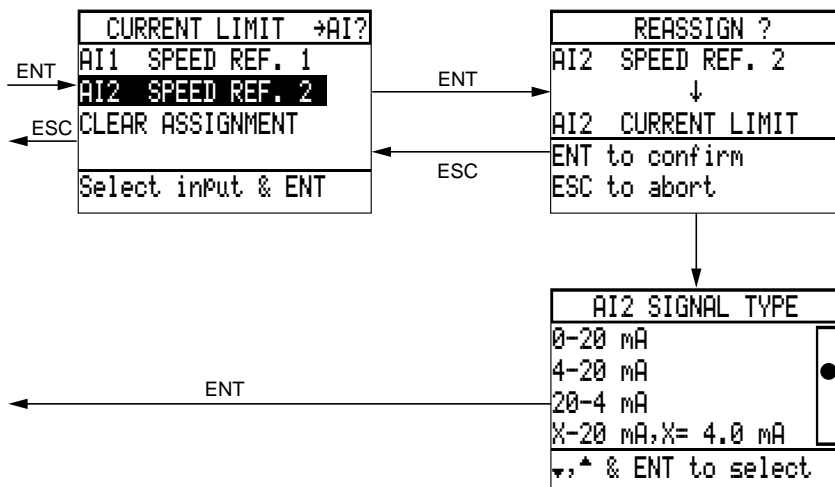 CURRENT LIMIT →AI?
AI1 SPEED REF. 1
AI2 SPEED REF. 2
CLEAR ASSIGNMENT
Select inPut & ENT
ENT
ESC
ENT
ESC
REASSIGN ?
AI2 SPEED REF. 2
↓
AI2 CURRENT LIMIT
ENT to confirm
ESC to abort
AI2 SIGNAL TYPE
0-20 mA
4-20 mA
20-4 mA
X-20 mA,X= 4.0 mA
▼,▲ & ENT to select
ENT